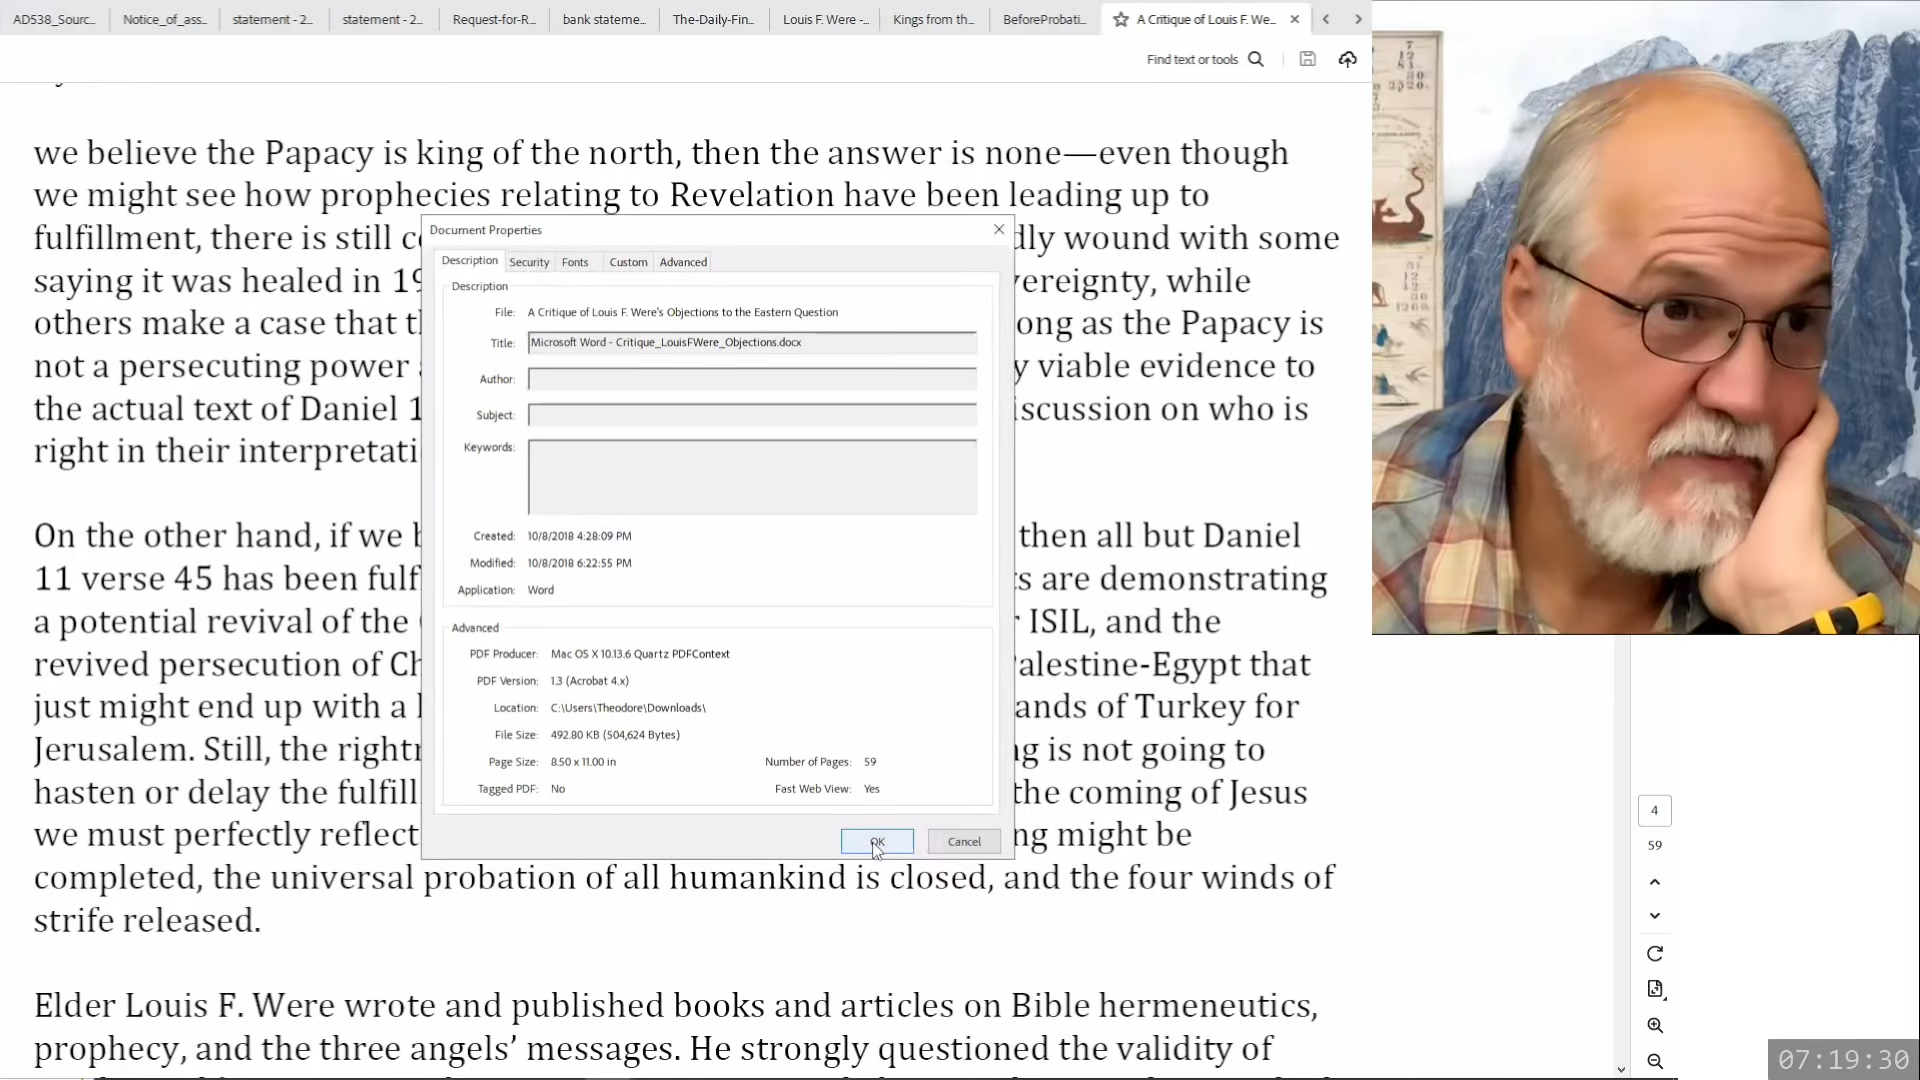 AD538_Sourc...
Notice_of_ass...
statement - 2...
statement - 2...
Request-for-R...
bank stateme...
The-Daily-Fin...
Louis F. Were -...
Kings from th...
BeforeProbati...
A Critique of Louis F. We...
Find text or tools
we believe the Papacy is king of the north, then the answer is none—even though
we might see how prophecies relating to Revelation have been leading up to
fulfillment, there is still
dly wound with some
saying it was healed in 19
vereignty, while
others make a case that
ong as the Papacy is
not a persecuting power
y viable evidence to
the actual text of Daniel 1
iscussion on who is
right in their interpretati
On the other hand, if we
then all but Daniel
11 verse 45 has been fulf
ts are demonstrating
a potential revival of the
ISIL, and the
revived persecution of Ch
Palestine-Egypt that
just might end up with a
ands of Turkey for
Jerusalem. Still, the right
ng is not going to
hasten or delay the fulfill
the coming of Jesus
we must perfectly reflect
ng might be
completed, the universal probation of all humankind is closed, and the four winds of
strife released.
Elder Louis F. Were wrote and published books and articles on Bible hermeneutics,
prophecy, and the three angels' messages. He strongly questioned the validity of
Document Properties
Description
Security
Fonts
Custom
Advanced
Description
File: A Critique of Louis F. Were's Objections to the Eastern Question
Title: Microsoft Word - Critique_LouisFWere_Objections.docx
Author:
Subject:
Keywords:
Created: 10/8/2018 4:28:09 PM
Modified: 10/8/2018 6:22:55 PM
Application: Word
Advanced
PDF Producer: Mac OS X 10.13.6 Quartz PDFContext
PDF Version: 1.3 (Acrobat 4.x)
Location: C:\Users\Theodore\Downloads\
File Size: 492.80 KB (504,624 Bytes)
Page Size: 8.50 x 11.00 in
Number of Pages: 59
Tagged PDF: No
Fast Web View: Yes
OK
Cancel
4
59
07:19:30